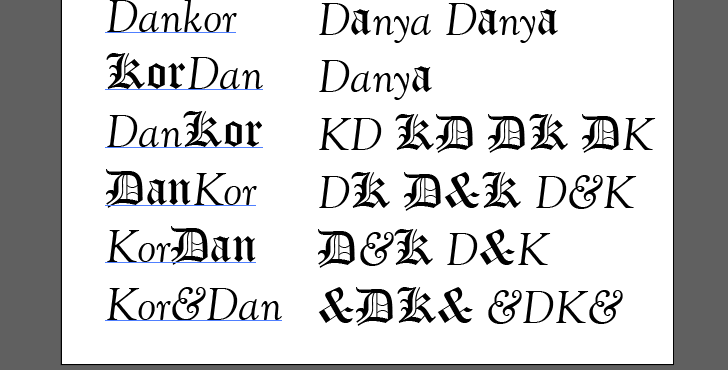 Dankor
KorDan
DanKor
DanKor
KorDan
Kor&Dan
Danya Danya
Danya
KD KD DK DK
DK D&K D&K
D&K D&K
&DK& &DK&